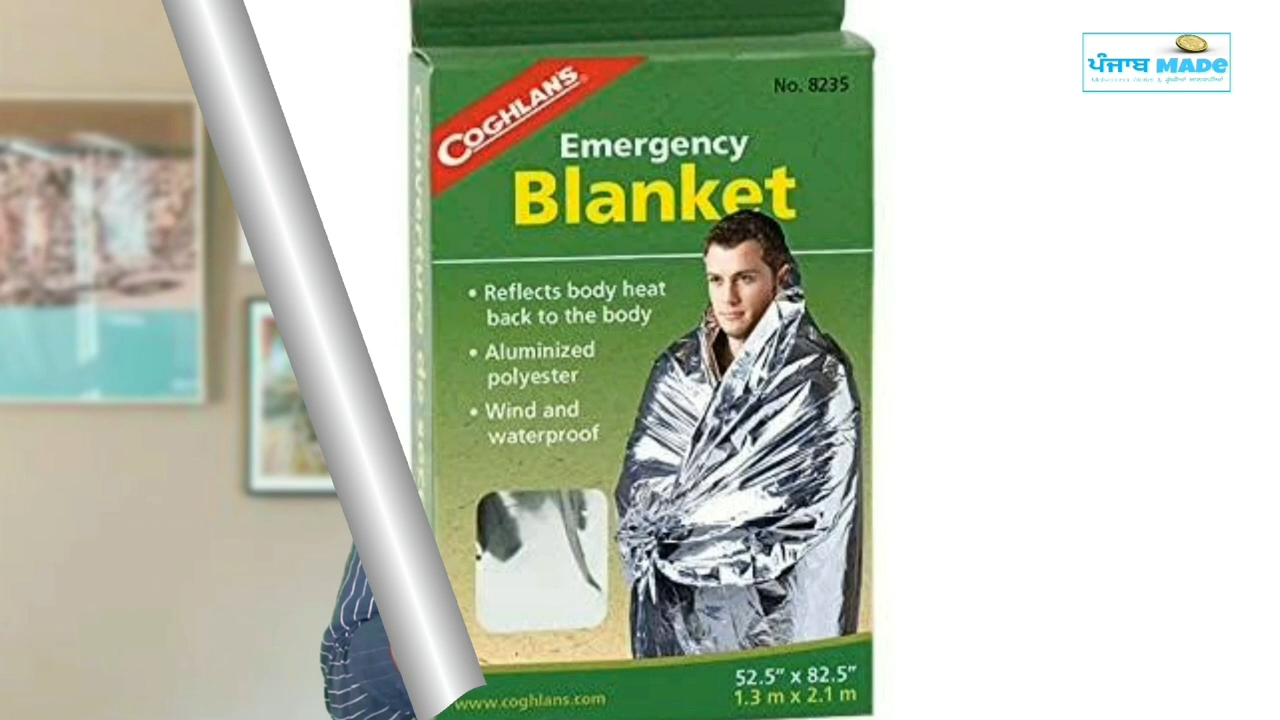 ਪੰਜਾਬ MADE
COGHLAN'S
No. 8235
Emergency
Blanket
• Reflects body heat
back to the body
• Aluminized
polyester
• Wind and
waterproof
52.5” x 82.5”
1.3 m x 2.1 m
www.coghlans.com